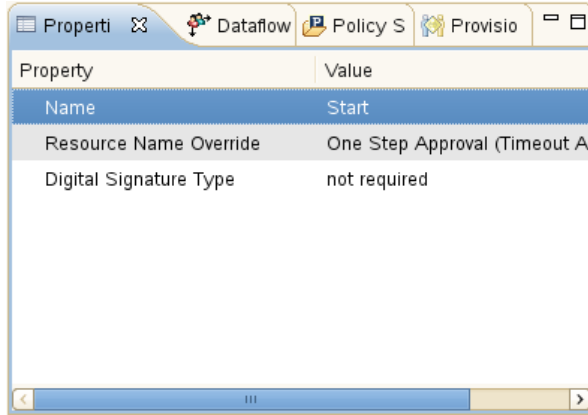 Properti Dataflow Policy S Provisio
Property Value
Name Start
Resource Name Override One Step Approval (Timeout A
Digital Signature Type not required